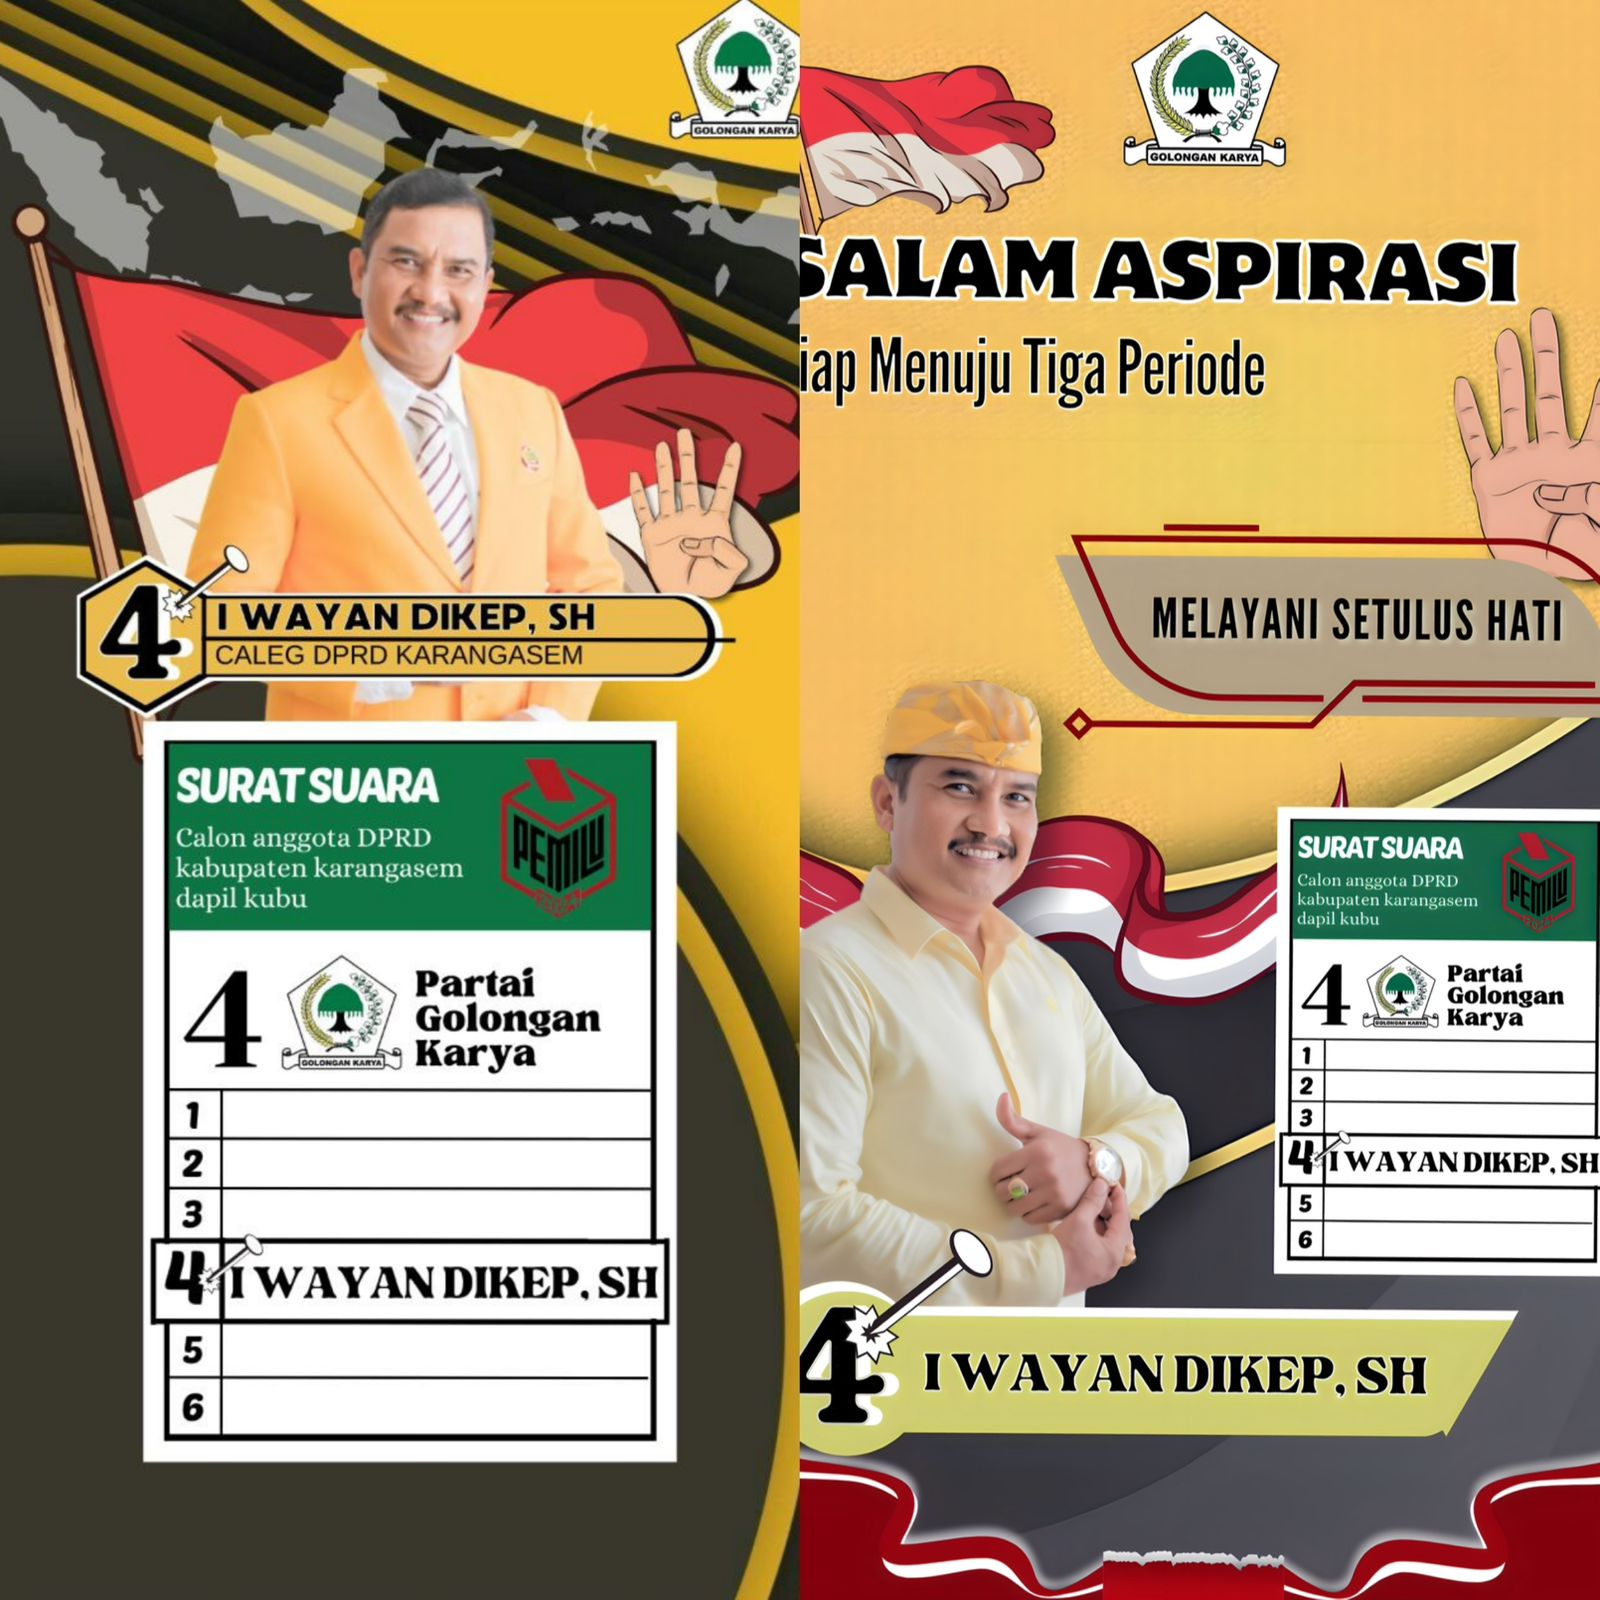 GOLONGAN KARYA
4 I WAYAN DIKEP, SH
CALEG DPRD KARANGASEM
SURAT SUARA
Calon anggota DPRD
kabupaten karangasem
dapil kubu
PEMILU
4
GOLONGAN KARYA
Partai
Golongan
Karya
1
2
3
4 I WAYAN DIKEP, SH
5
6
GOLONGAN KARYA
SALAM ASPIRASI
iap Menuju Tiga Periode
MELAYANI SETULUS HATI
SURAT SUARA
Calon anggota DPRD
kabupaten karangasem
dapil kubu
PEMILU
4
GOLONGAN KARYA
Partai
Golongan
Karya
1
2
3
4 I WAYAN DIKEP, SH
5
6
4 I WAYAN DIKEP, SH